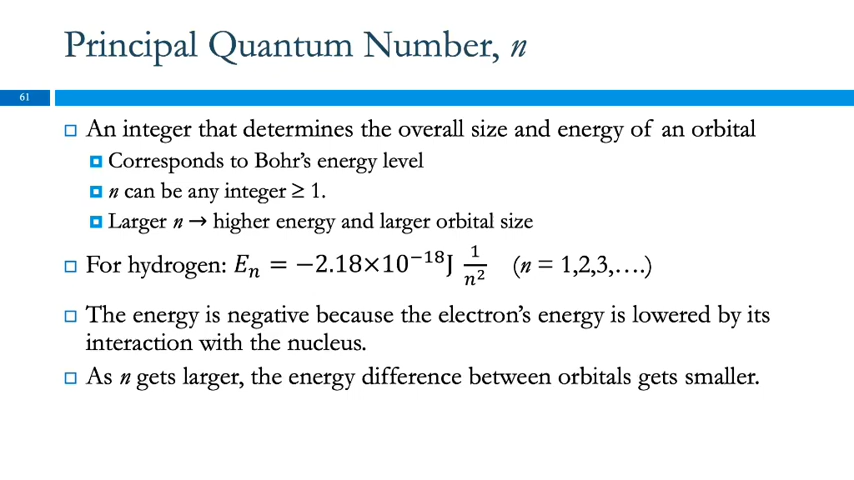 Principal Quantum Number, n
61
An integer that determines the overall size and energy of an orbital
Corresponds to Bohr's energy level
n can be any integer ≥ 1.
Larger n → higher energy and larger orbital size
For hydrogen: Eₙ = −2.18×10⁻¹⁸J 1/n² (n = 1,2,3,….)
The energy is negative because the electron's energy is lowered by its
interaction with the nucleus.
As n gets larger, the energy difference between orbitals gets smaller.